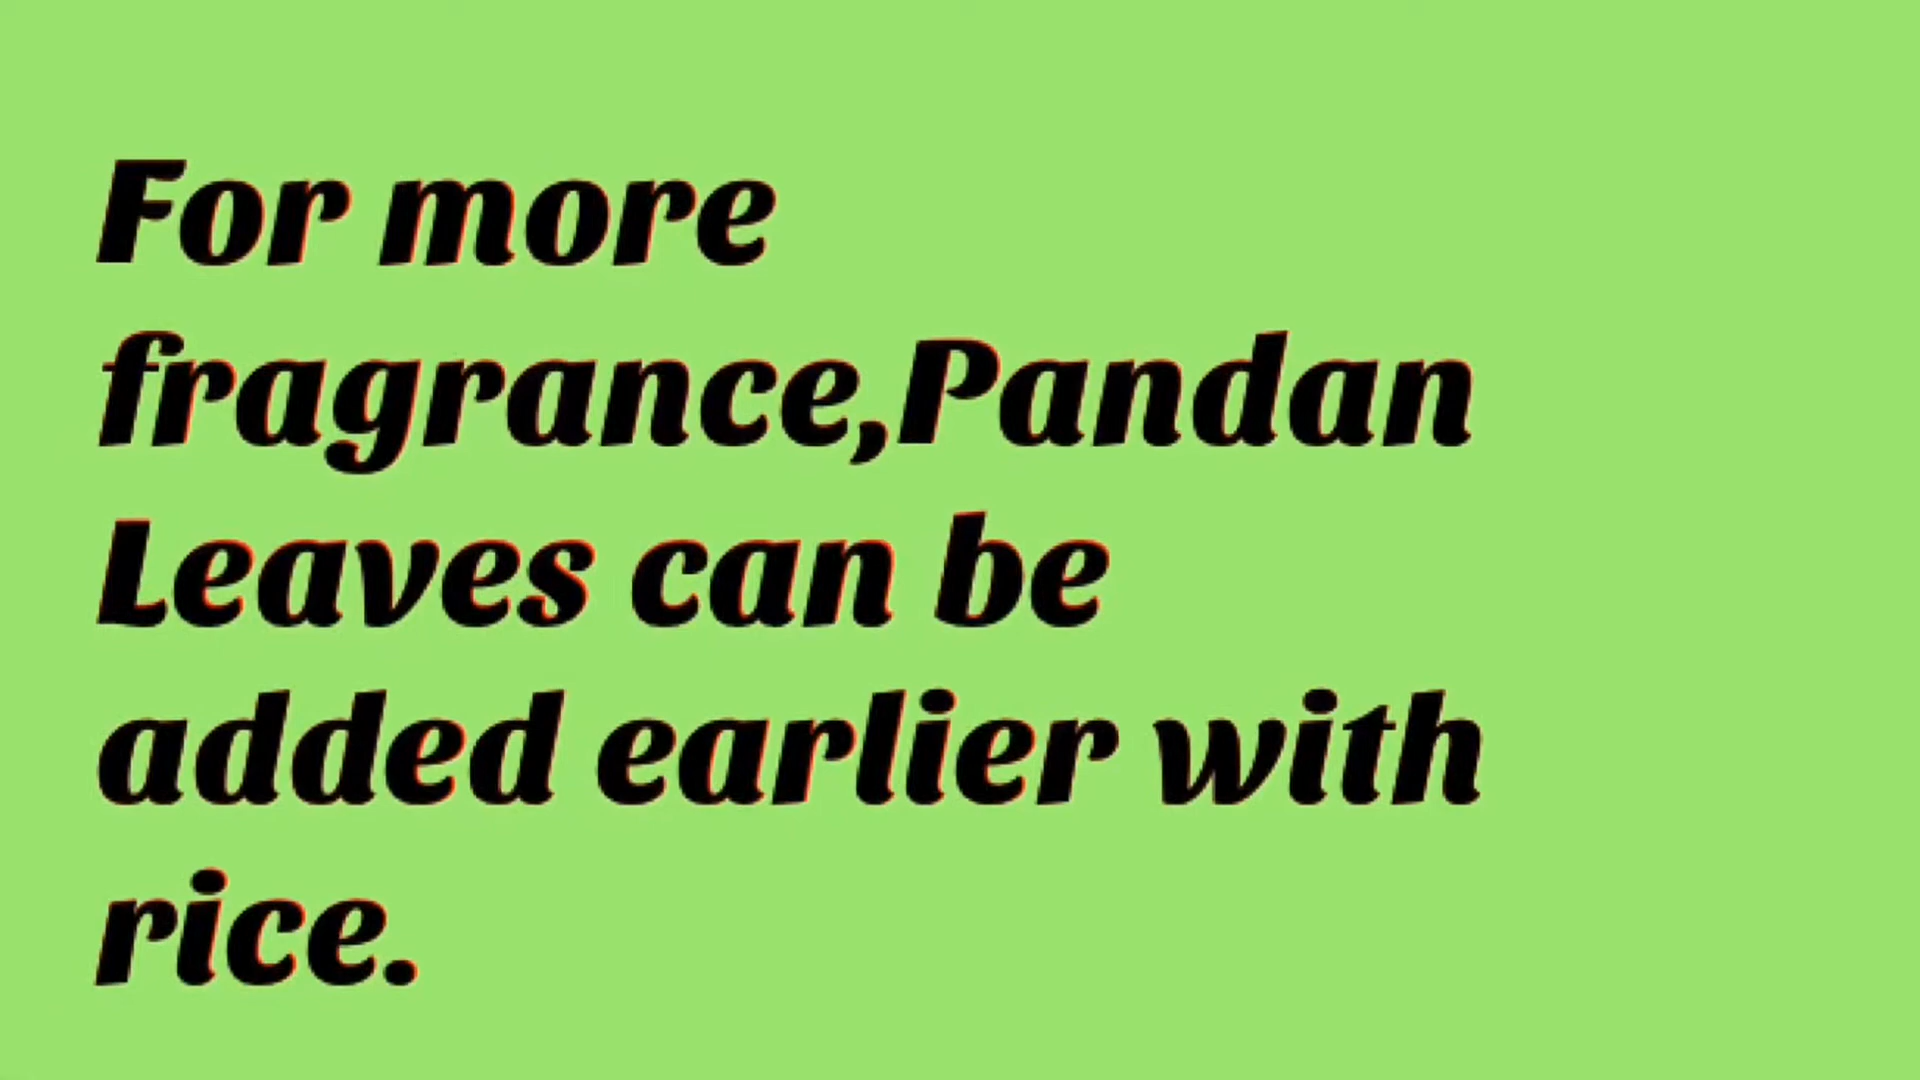 For more
fragrance,Pandan
Leaves can be
added earlier with
rice.